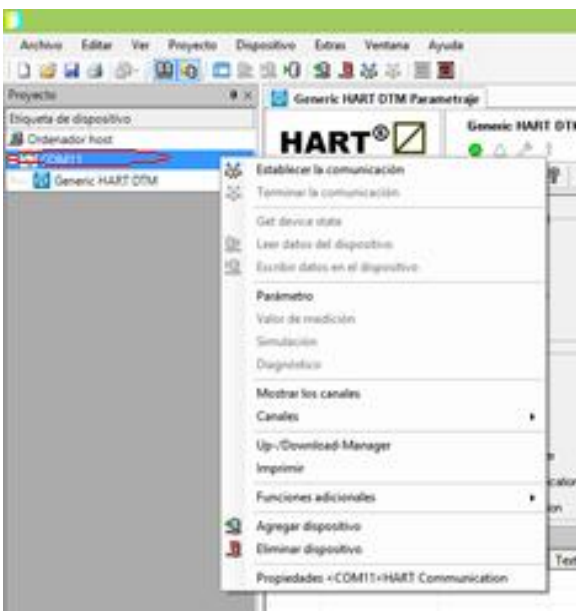 Archivo Editar Ver Proyecto Dispositivo Extras Ventana Ayuda
Proyecto
Etiqueta de dispositivo
Ordenador host
COM11
Generic HART DTM
Generic HART DTM Parametraje
HART®
Generic HART DT
Establecer la comunicación
Terminar la comunicación
Get device state
Leer datos del dispositivo
Escribir datos en el dispositivo
Parámetro
Valor de medición
Simulación
Diagnóstico
Mostrar los canales
Canales
Up-/Download-Manager
Imprimir
Funciones adicionales
Agregar dispositivo
Eliminar dispositivo
Propiedades <COM11>HART Communication